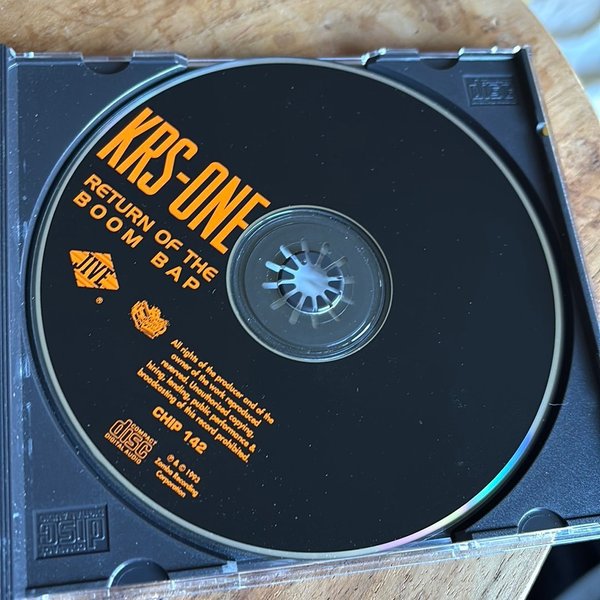 KRS-ONE
RETURN OF THE
BOOM BAP
JIVE
®
All rights of the producer and of the
owner of the work reproduced
reserved. Unauthorised copying,
hiring, lending, public performance &
broadcasting of this record prohibited.
CHIP 142
COMPACT
disc
DIGITAL AUDIO
℗ & © 1993
Zomba Recording
Corporation
disc